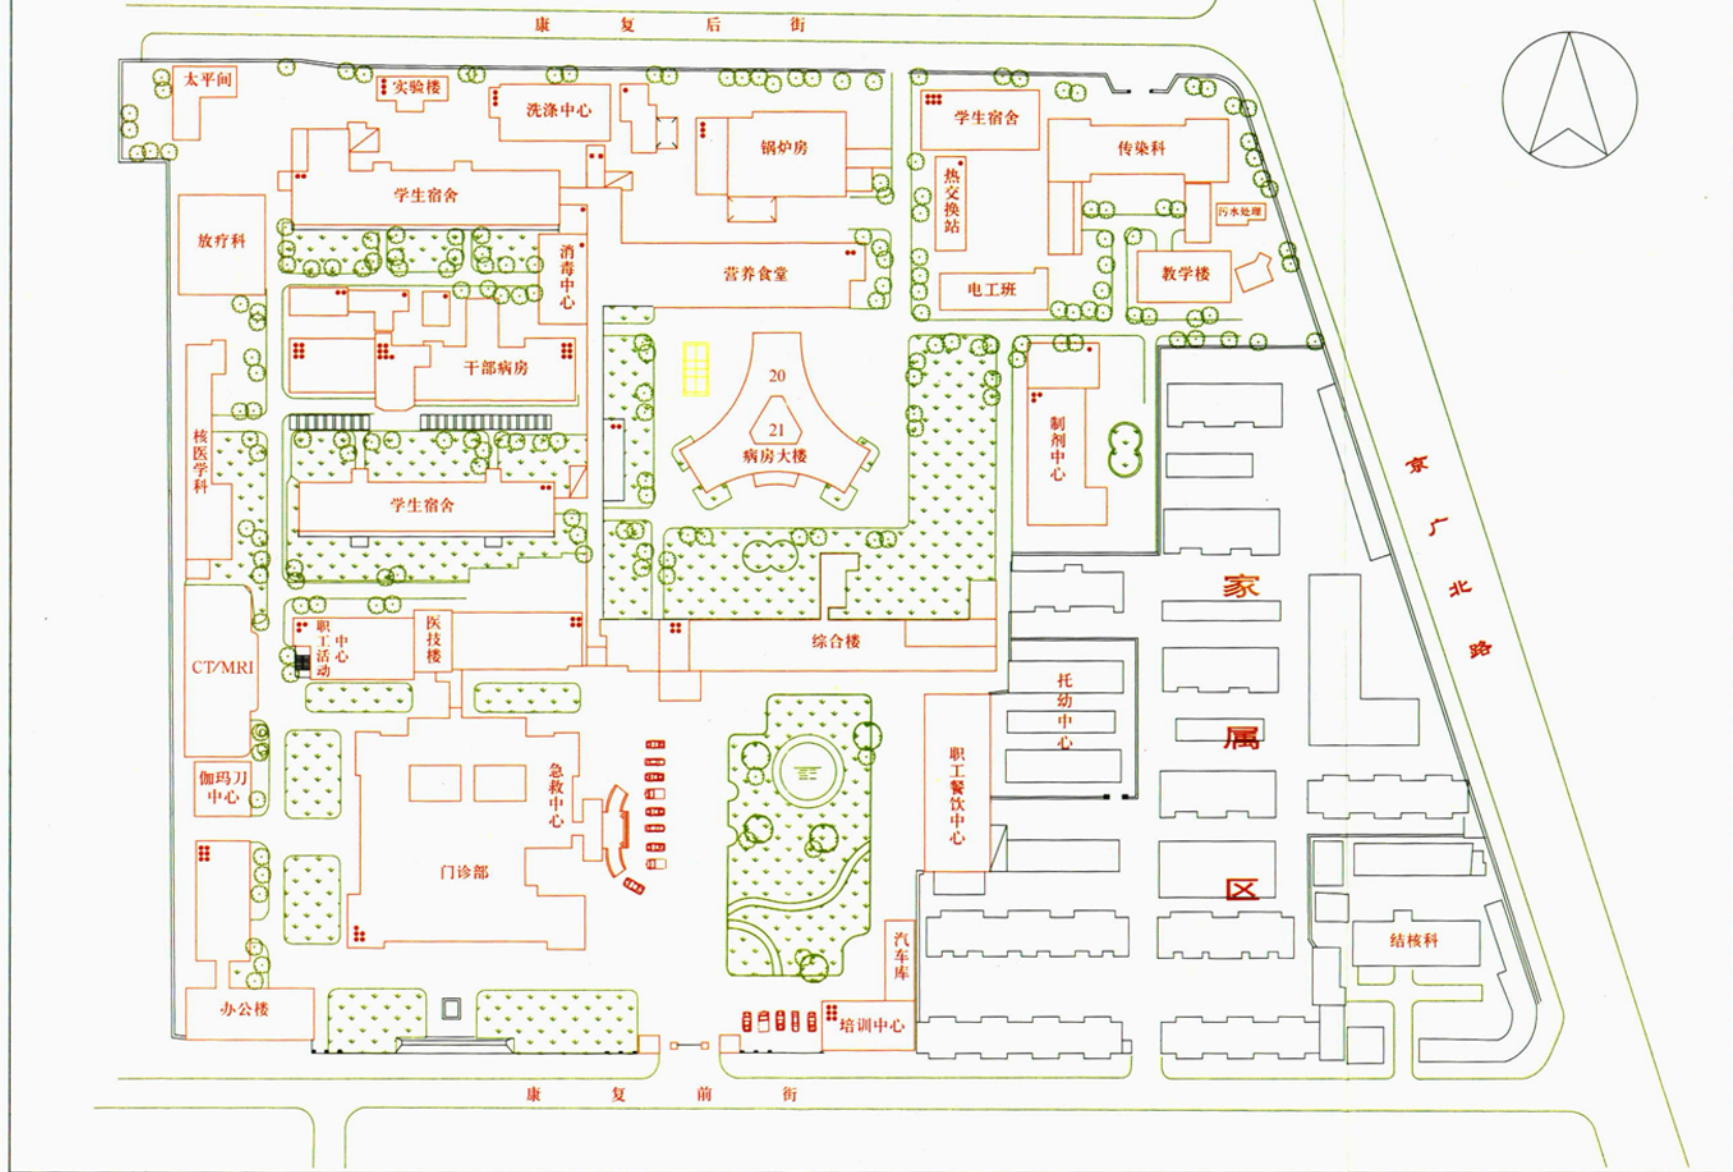 康复后街
太平间
实验楼
洗涤中心
锅炉房
学生宿舍
传染科
学生宿舍
热交换站
污水处理
放疗科
消毒中心
营养食堂
电工班
教学楼
干部病房
20
21
病房大楼
制剂中心
核医学科
学生宿舍
京广北路
家属区
职工活动中心
医技楼
综合楼
CT/MRI
托幼中心
伽玛刀
中心
急救中心
职工餐饮中心
门诊部
汽车库
结核科
办公楼
培训中心
康复前街